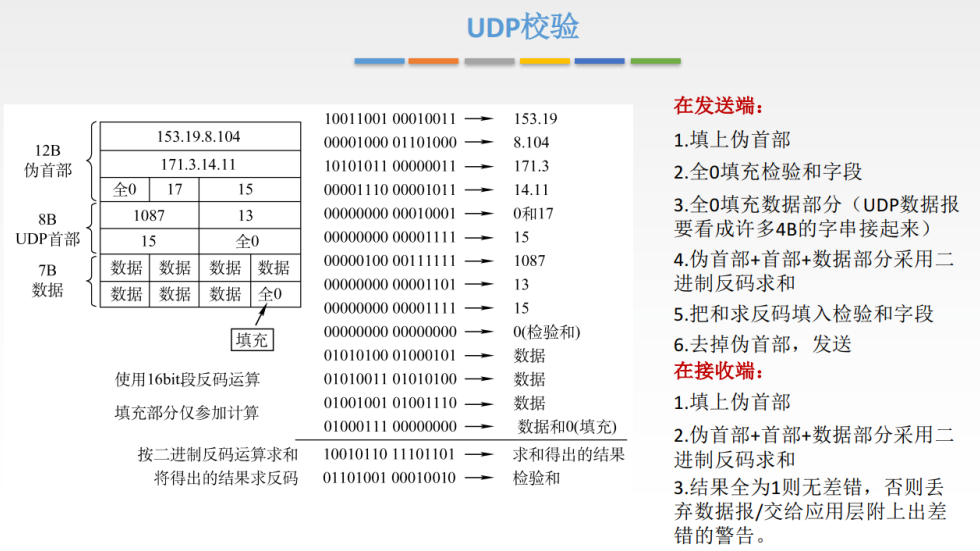 UDP校验
12B
伪首部
153.19.8.104
171.3.14.11
全0 17 15
8B
UDP首部
1087 13
15 全0
7B
数据
数据 数据 数据 数据
数据 数据 数据 全0
填充
使用16bit段反码运算
填充部分仅参加计算
10011001 00010011 → 153.19
00001000 01101000 → 8.104
10101011 00000011 → 171.3
00001110 00001011 → 14.11
00000000 00010001 → 0和17
00000000 00001111 → 15
00000100 00111111 → 1087
00000000 00001101 → 13
00000000 00001111 → 15
00000000 00000000 → 0(检验和)
01010100 01000101 → 数据
01010011 01010100 → 数据
01001001 01001110 → 数据
01000111 00000000 → 数据和0(填充)
按二进制反码运算求和 10010110 11101101 → 求和得出的结果
将得出的结果求反码 01101001 00010010 → 检验和
在发送端：
1.填上伪首部
2.全0填充检验和字段
3.全0填充数据部分（UDP数据报
要看成许多4B的字串接起来）
4.伪首部+首部+数据部分采用二
进制反码求和
5.把和求反码填入检验和字段
6.去掉伪首部，发送
在接收端：
1.填上伪首部
2.伪首部+首部+数据部分采用二
进制反码求和
3.结果全为1则无差错，否则丢
弃数据报/交给应用层附上出差
错的警告。